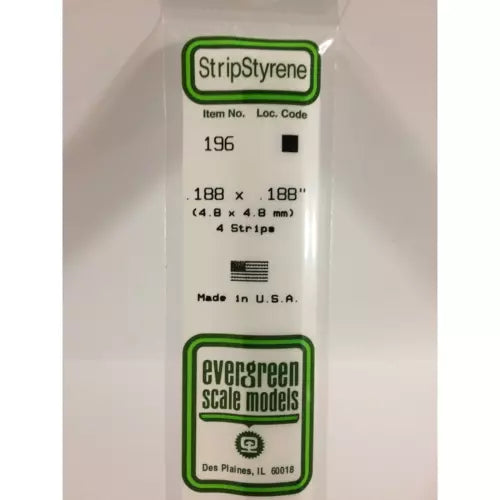 StripStyrene
Item No. Loc. Code
196
.188 x .188"
(4.8 x 4.8 mm)
4 Strips
Made in U.S.A.
evergreen
scale models
Des Plaines, IL 60018